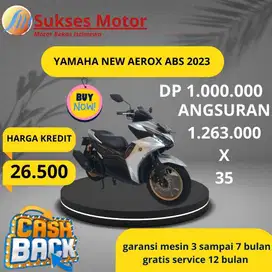 Sukses Motor
Motor Bekas Indonesia
YAMAHA NEW AEROX ABS 2023
BUY
NOW!
DP 1.000.000
ANGSURAN
1.263.000
X
35
HARGA KREDIT
26.500
CASH
BACK
garansi mesin 3 sampai 7 bulan
gratis service 12 bulan